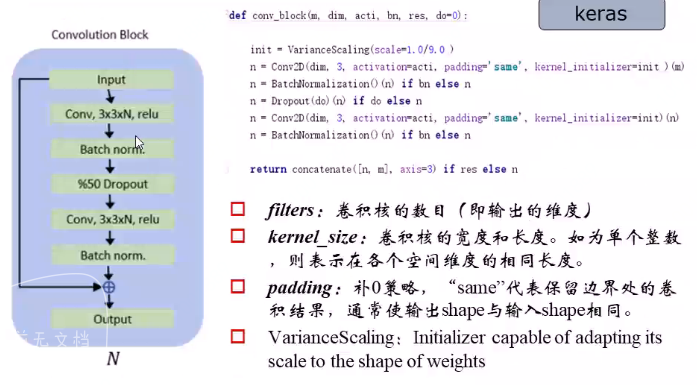 Convolution Block
Input
Conv, 3x3xN, relu
Batch norm.
%50 Dropout
Conv, 3x3xN, relu
Batch norm.
Output
N
keras
def conv_block(m, dim, acti, bn, res, do=0):
init = VarianceScaling(scale=1.0/9.0 )
n = Conv2D(dim, 3, activation=acti, padding='same', kernel_initializer=init )(m)
n = BatchNormalization()(n) if bn else n
n = Dropout(do)(n) if do else n
n = Conv2D(dim, 3, activation=acti, padding='same', kernel_initializer=init)(n)
n = BatchNormalization()(n) if bn else n
return concatenate([n, m], axis=3) if res else n
filters：卷积核的数目（即输出的维度）
kernel_size：卷积核的宽度和长度。如为单个整数
，则表示在各个空间维度的相同长度。
padding：补0策略，“same”代表保留边界处的卷
积结果，通常使输出shape与输入shape相同。
VarianceScaling：Initializer capable of adapting its
scale to the shape of weights
无文档